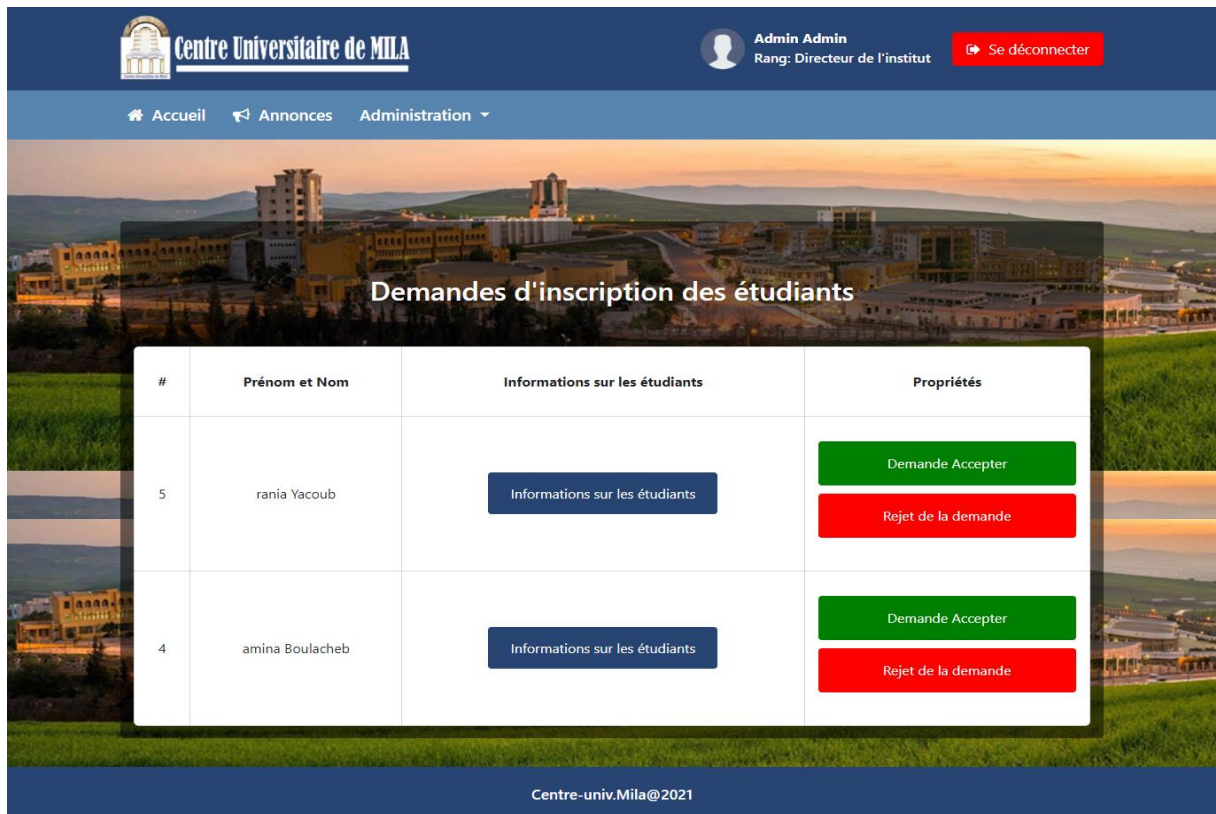 Centre Universitaire de MILA
Admin Admin
Rang: Directeur de l'institut
Se déconnecter
Accueil Annonces Administration
Demandes d'inscription des étudiants
# Prénom et Nom Informations sur les étudiants Propriétés
5 rania Yacoub Informations sur les étudiants Demande Accepter
Rejet de la demande
4 amina Boulacheb Informations sur les étudiants Demande Accepter
Rejet de la demande
Centre-univ.Mila@2021